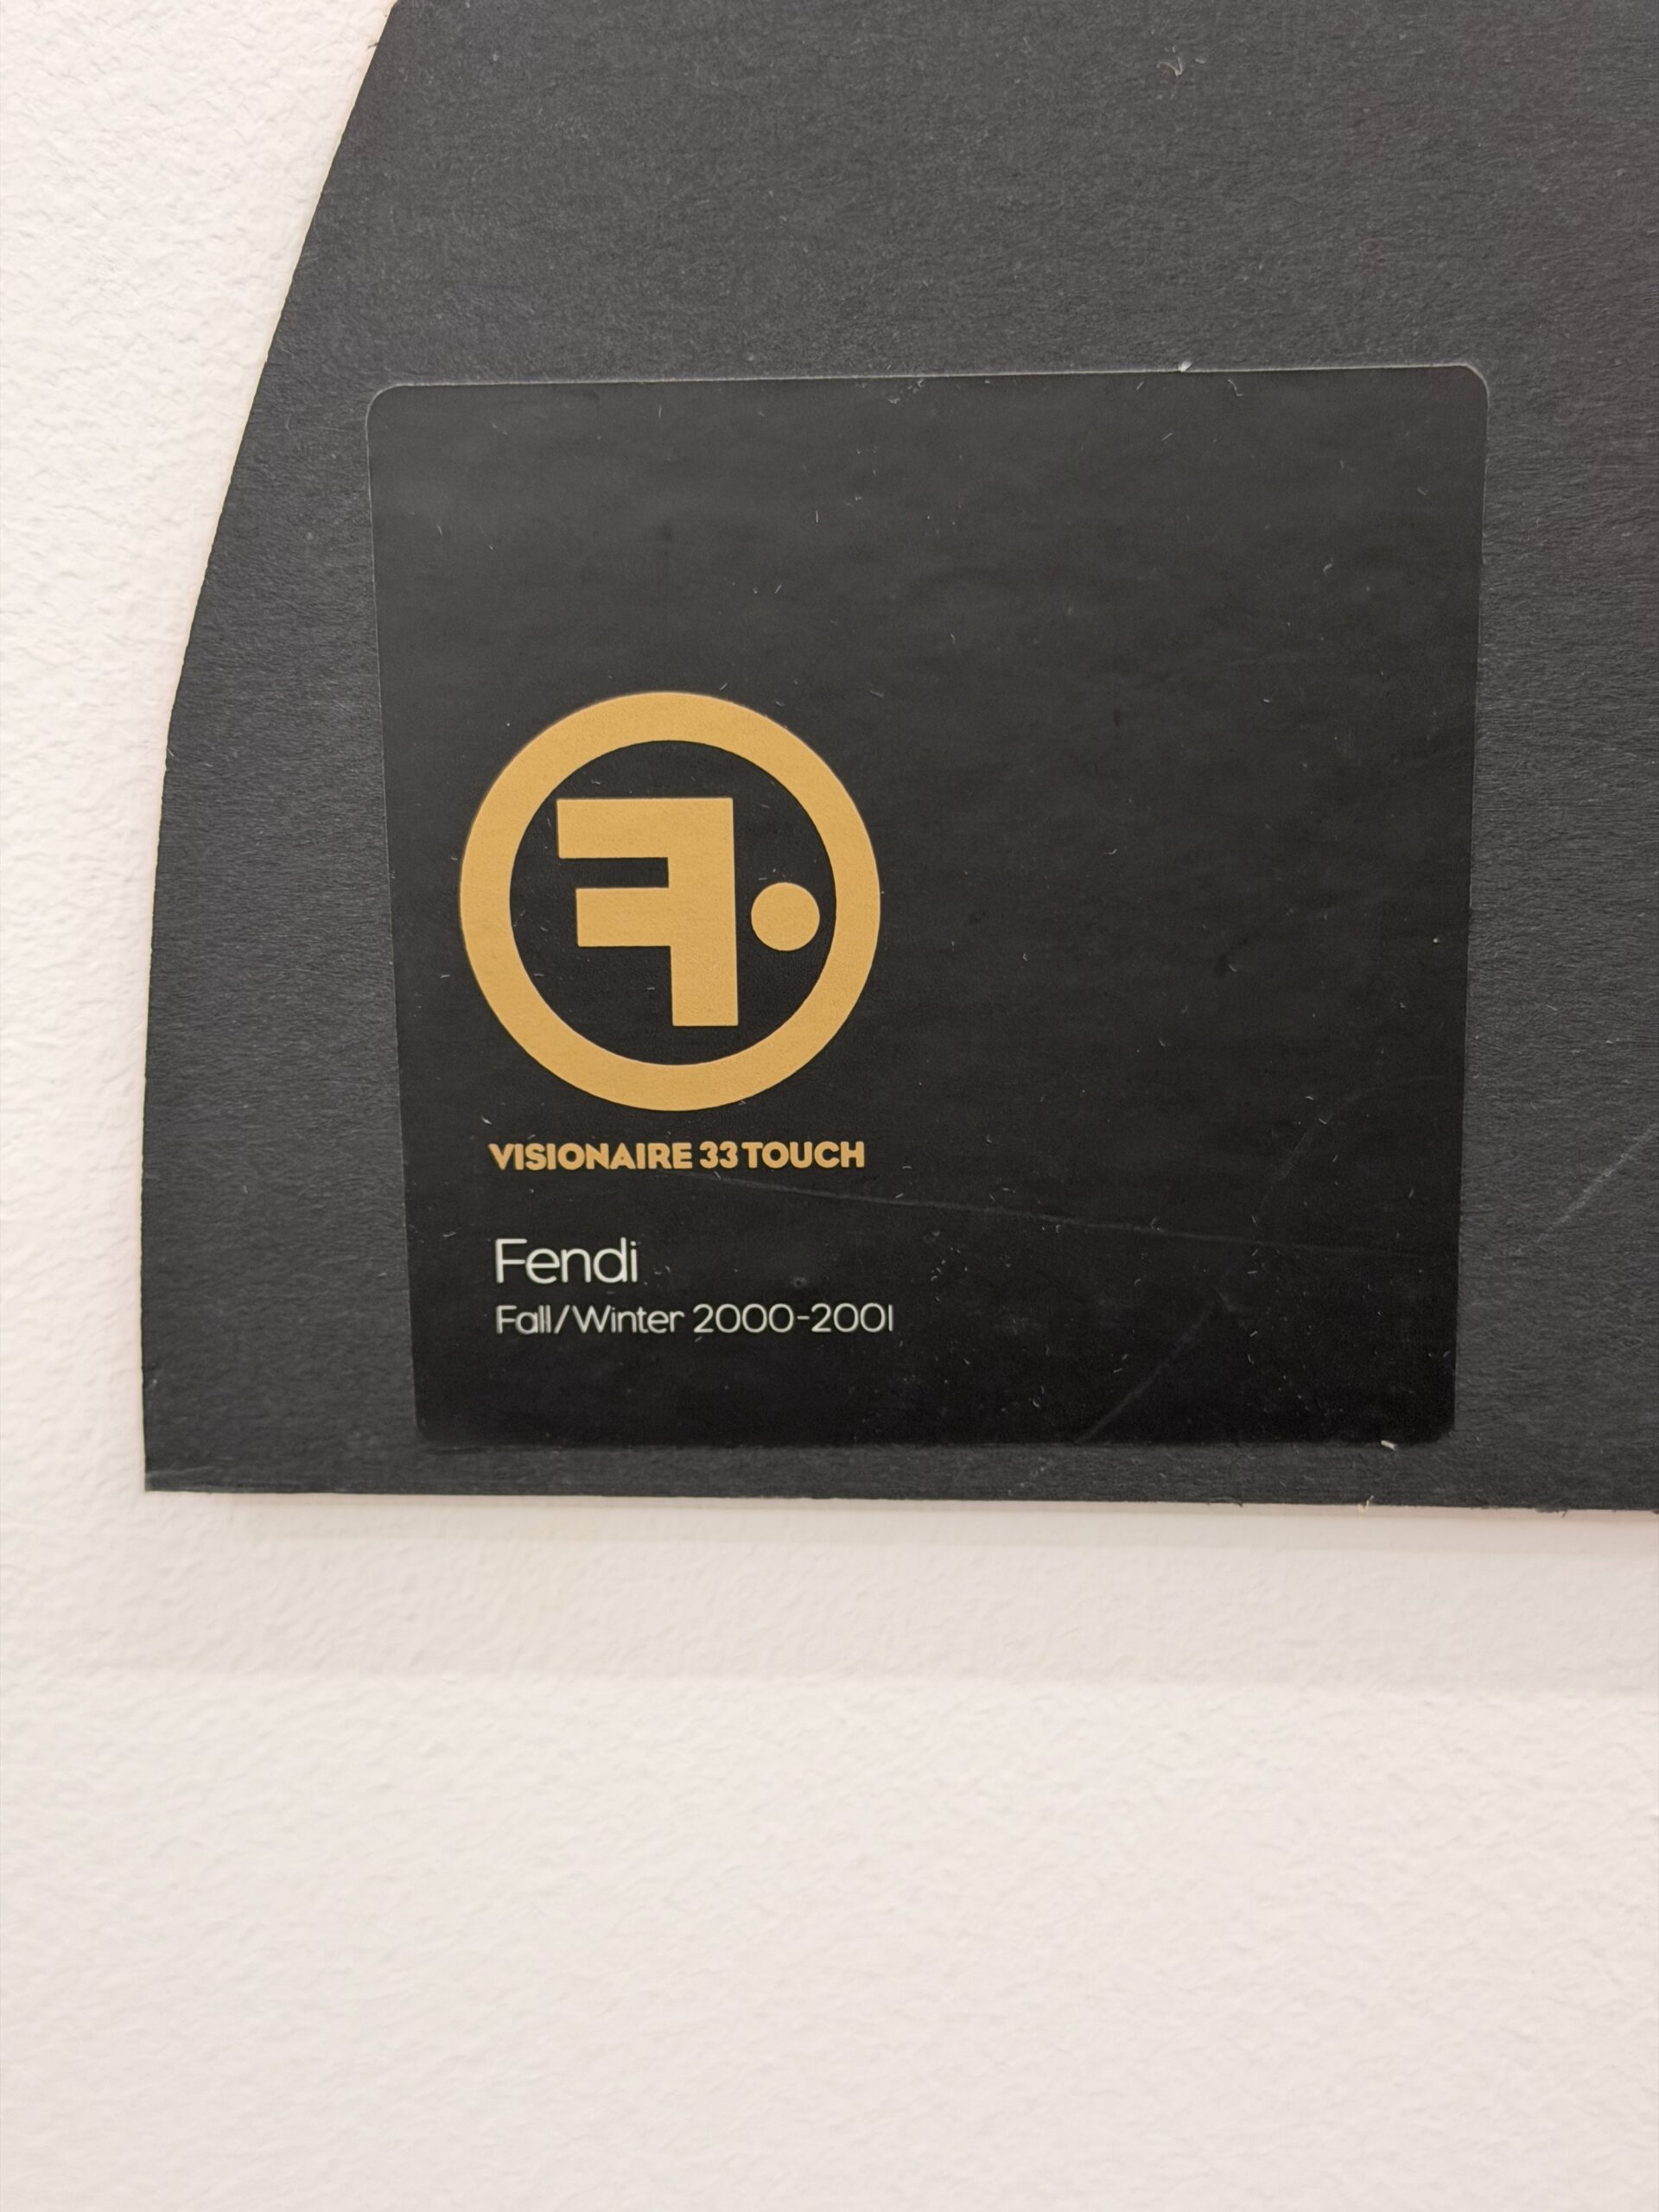 VISIONAIRE 33 TOUCH
Fendi
Fall/Winter 2000-2001